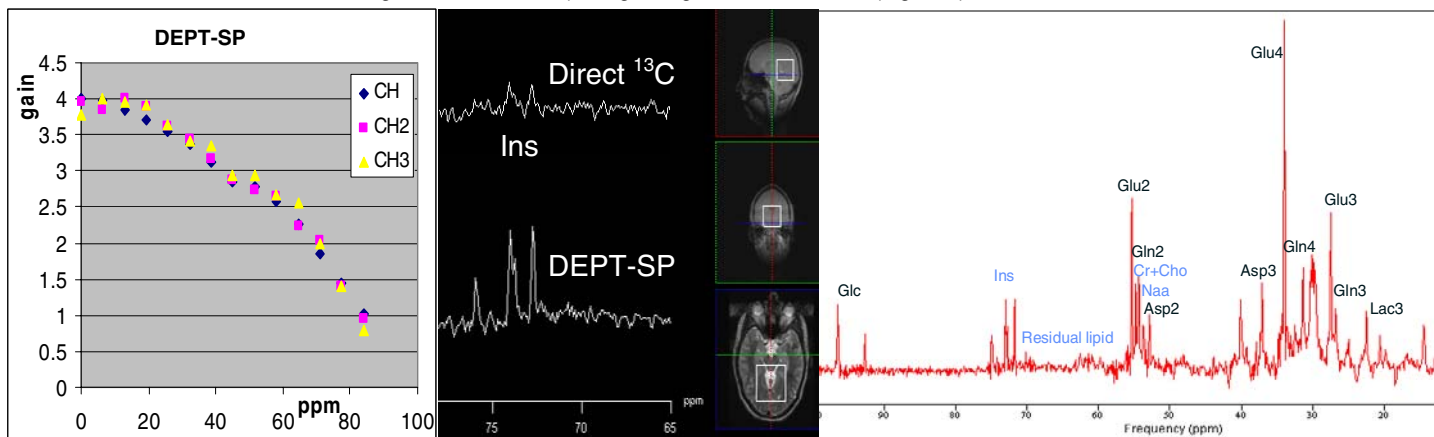 DEPT-SP
gain
4.5
4
3.5
3
2.5
2
1.5
1
0.5
0
CH
CH2
CH3
ppm
0 20 40 60 80 100
Direct ¹³C
Ins
DEPT-SP
ppm
75 70 65
Glu4
Glu2
Glu3
Gln2
Cr+Cho
Naa
Asp2
Gln4
Asp3
Gln3
Lac3
Glc
Ins
Residual lipid
90 80 70 60 50 40 30 20
Frequency (ppm)